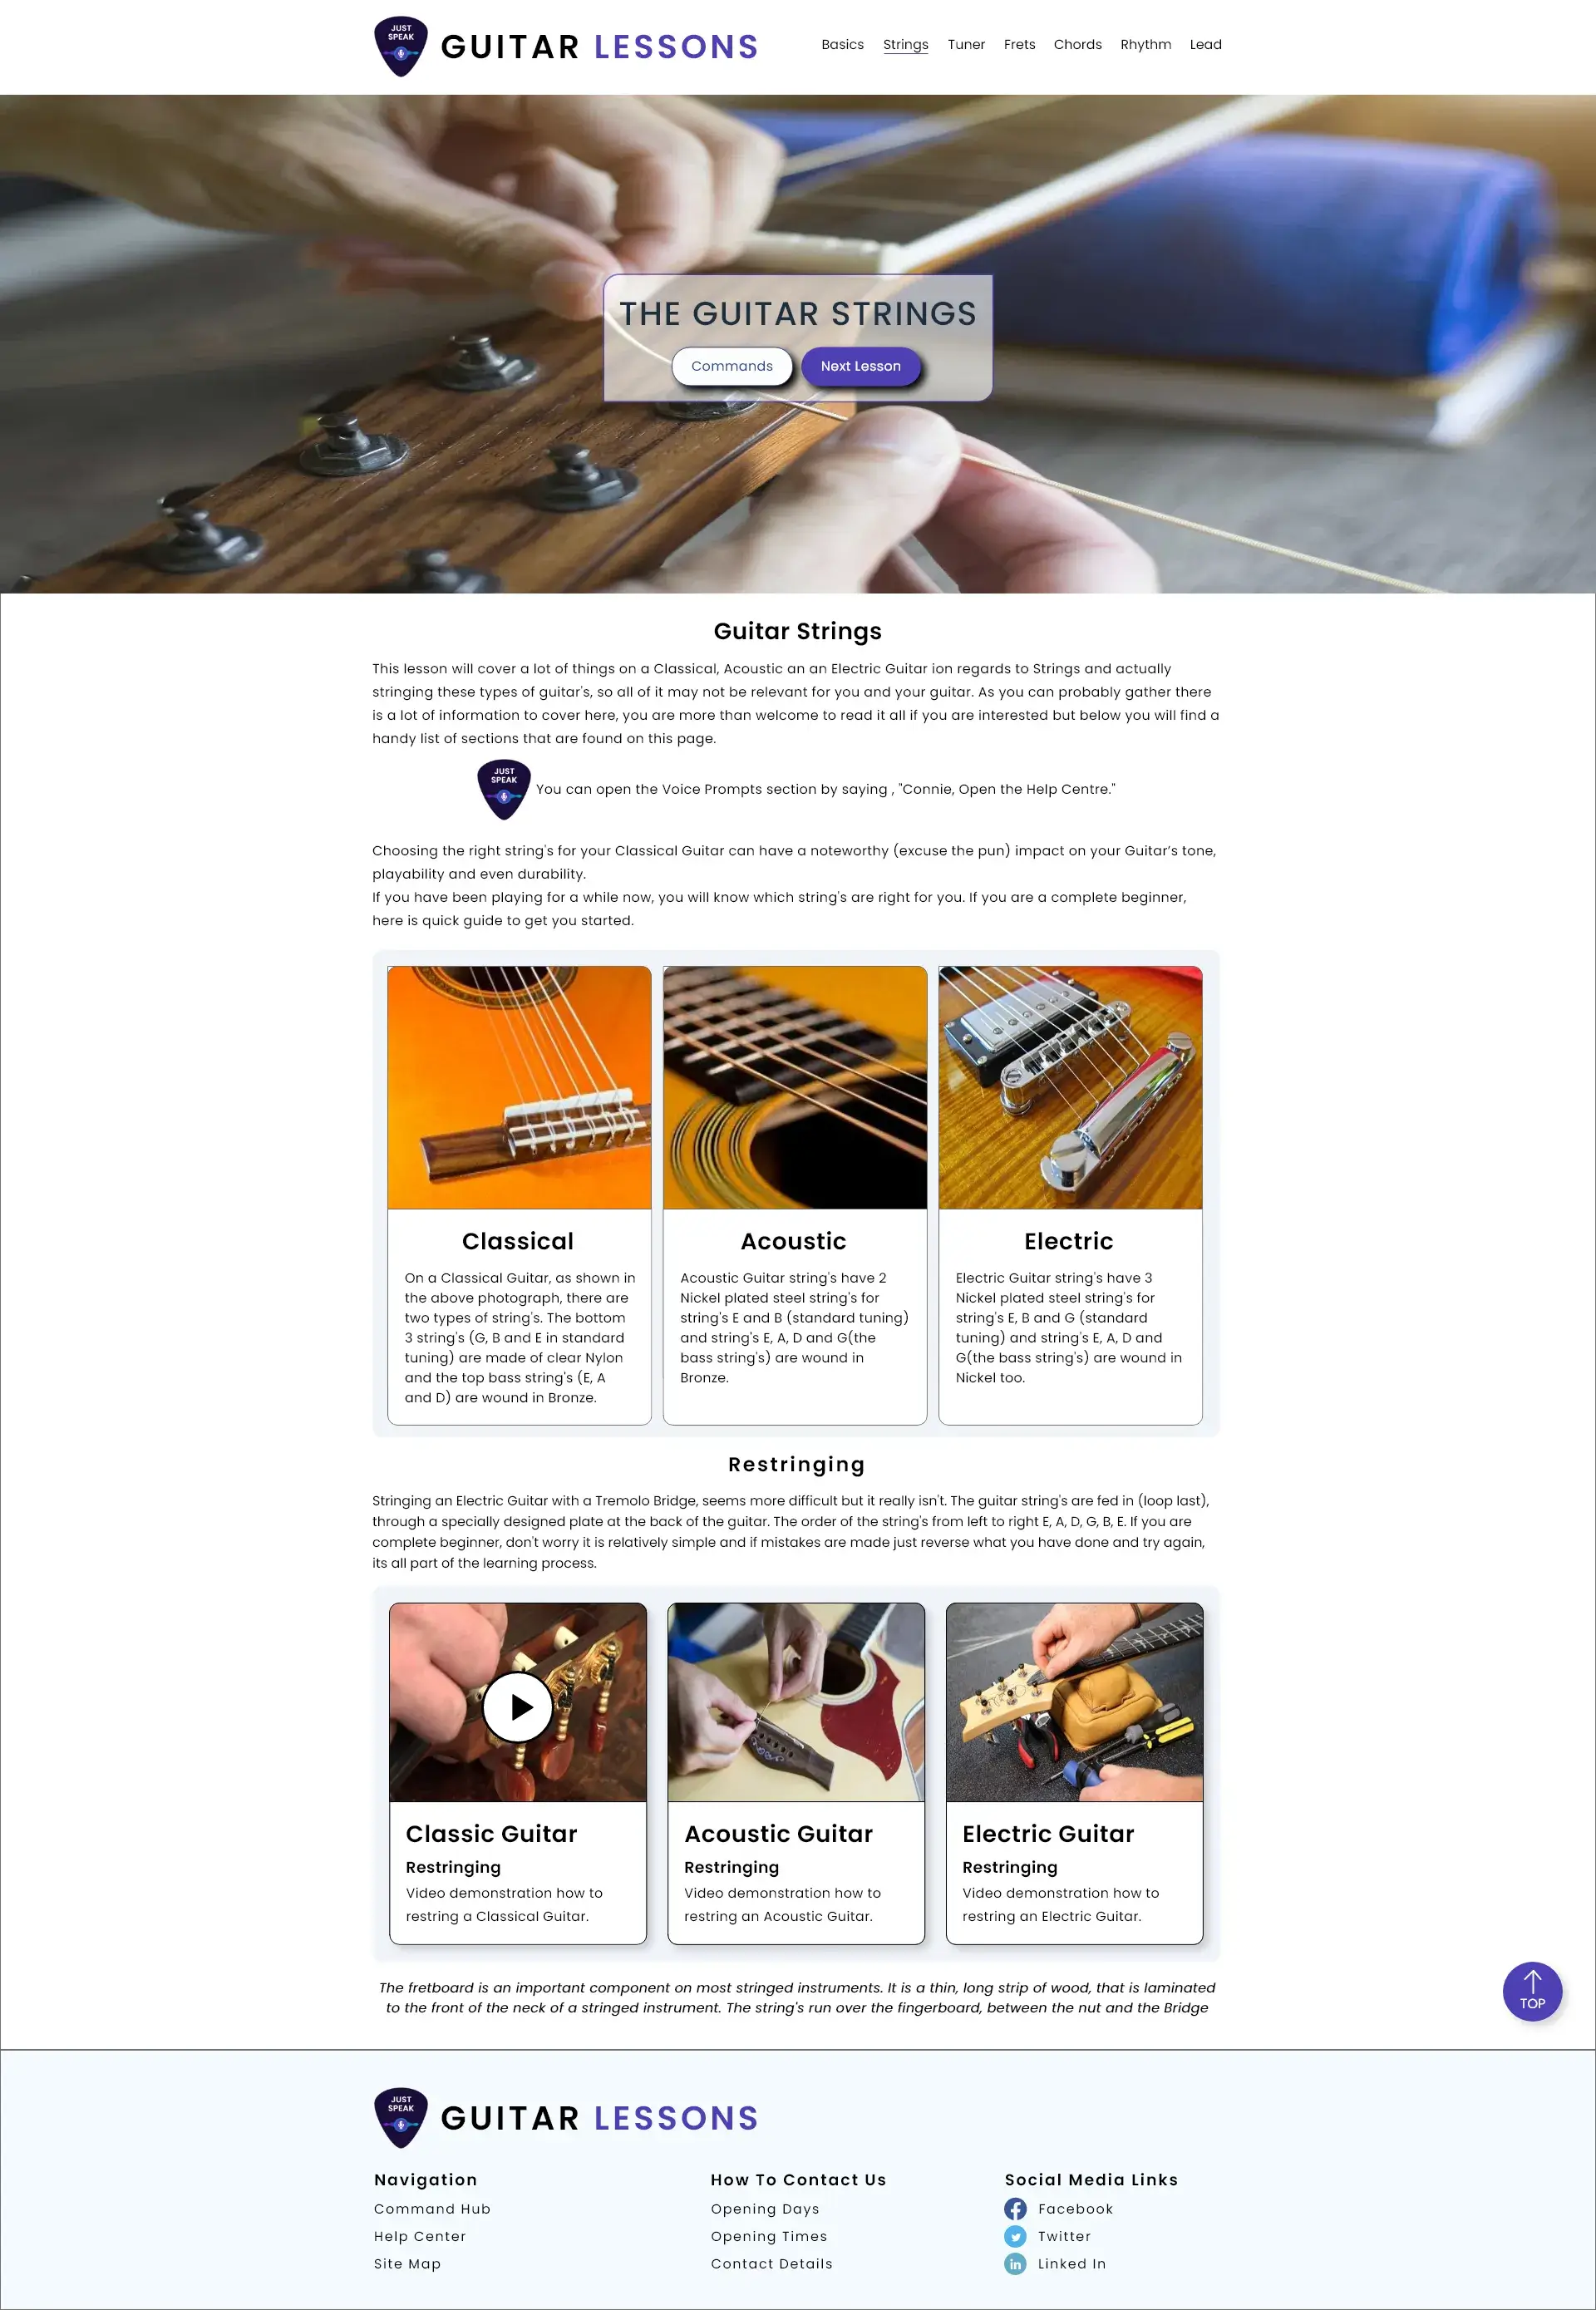 JUST
SPEAK
GUITAR LESSONS
Basics Strings Tuner Frets Chords Rhythm Lead
THE GUITAR STRINGS
Commands Next Lesson
Guitar Strings
This lesson will cover a lot of things on a Classical, Acoustic an an Electric Guitar ion regards to Strings and actually
stringing these types of guitar's, so all of it may not be relevant for you and your guitar. As you can probably gather there
is a lot of information to cover here, you are more than welcome to read it all if you are interested but below you will find a
handy list of sections that are found on this page.
JUST
SPEAK
You can open the Voice Prompts section by saying , "Connie, Open the Help Centre."
Choosing the right string's for your Classical Guitar can have a noteworthy (excuse the pun) impact on your Guitar’s tone,
playability and even durability.
If you have been playing for a while now, you will know which string's are right for you. If you are a complete beginner,
here is quick guide to get you started.
Classical
On a Classical Guitar, as shown in
the above photograph, there are
two types of string's. The bottom
3 string's (G, B and E in standard
tuning) are made of clear Nylon
and the top bass string's (E, A
and D) are wound in Bronze.
Acoustic
Acoustic Guitar string's have 2
Nickel plated steel string's for
string's E and B (standard tuning)
and string's E, A, D and G(the
bass string's) are wound in
Bronze.
Electric
Electric Guitar string's have 3
Nickel plated steel string's for
string's E, B and G (standard
tuning) and string's E, A, D and
G(the bass string's) are wound in
Nickel too.
Restringing
Stringing an Electric Guitar with a Tremolo Bridge, seems more difficult but it really isn't. The guitar string's are fed in (loop last),
through a specially designed plate at the back of the guitar. The order of the string's from left to right E, A, D, G, B, E. If you are
complete beginner, don't worry it is relatively simple and if mistakes are made just reverse what you have done and try again,
its all part of the learning process.
Classic Guitar
Restringing
Video demonstration how to
restring a Classical Guitar.
Acoustic Guitar
Restringing
Video demonstration how to
restring an Acoustic Guitar.
Electric Guitar
Restringing
Video demonstration how to
restring an Electric Guitar.
The fretboard is an important component on most stringed instruments. It is a thin, long strip of wood, that is laminated
to the front of the neck of a stringed instrument. The string's run over the fingerboard, between the nut and the Bridge
TOP
JUST
SPEAK
GUITAR LESSONS
Navigation
Command Hub
Help Center
Site Map
How To Contact Us
Opening Days
Opening Times
Contact Details
Social Media Links
Facebook
Twitter
in Linked In